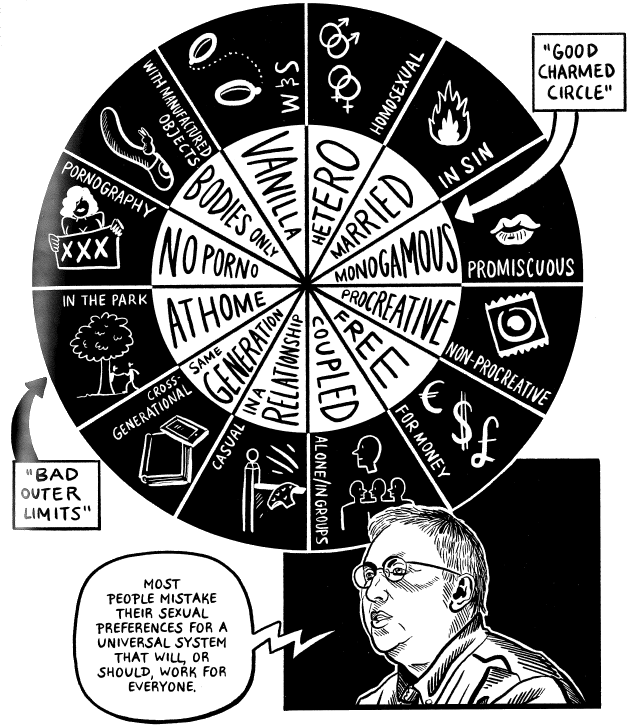 "GOOD
CHARMED
CIRCLE"
HOMOSEXUAL
IN SIN
PROMISCUOUS
NON-PROCREATIVE
FOR MONEY
ALONE/IN GROUPS
CASUAL
CROSS-
GENERATIONAL
IN THE PARK
PORNOGRAPHY
XXX
WITH MANUFACTURED
OBJECTS
S&M
HETERO
MARRIED
MONOGAMOUS
PROCREATIVE
FREE
COUPLED
IN A
RELATIONSHIP
SAME
GENERATION
AT HOME
NO PORNO
BODIES ONLY
VANILLA
€
$
£
"BAD
OUTER
LIMITS"
MOST
PEOPLE MISTAKE
THEIR SEXUAL
PREFERENCES FOR A
UNIVERSAL SYSTEM
THAT WILL, OR
SHOULD, WORK FOR
EVERYONE.